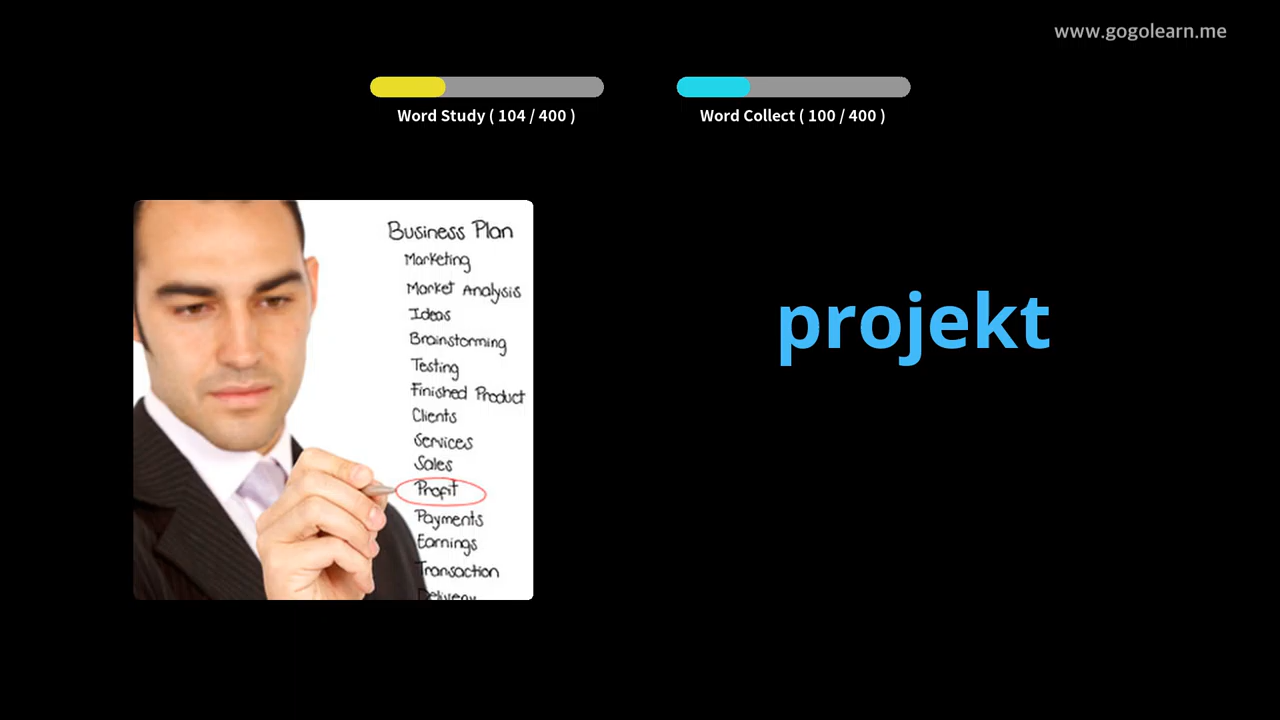 www.gogolearn.me
Word Study ( 104 / 400 )
Word Collect ( 100 / 400 )
Business Plan
Marketing
Market Analysis
Ideas
Brainstorming
Testing
Finished Product
Clients
Services
Sales
Profit
Payments
Earnings
Transaction
Delivery
projekt